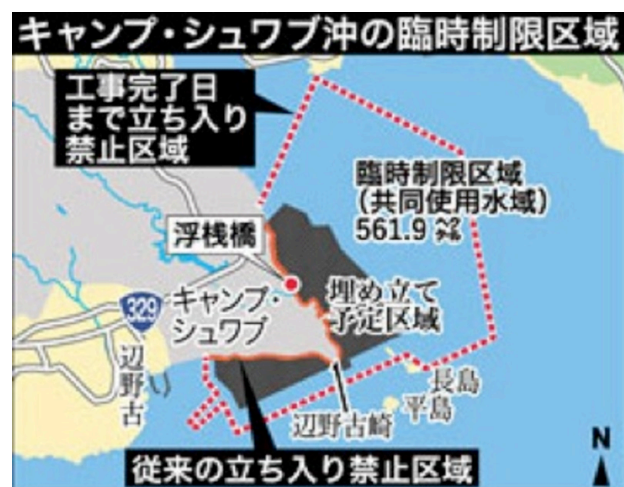 キャンプ・シュワブ沖の臨時制限区域
工事完了日
まで立ち入り
禁止区域
臨時制限区域
(共同使用水域)
561.9㌶
浮桟橋
埋め立て
予定区域
329
キャンプ・
シュワブ
辺野古
長島
平島
辺野古崎
従来の立ち入り禁止区域
N